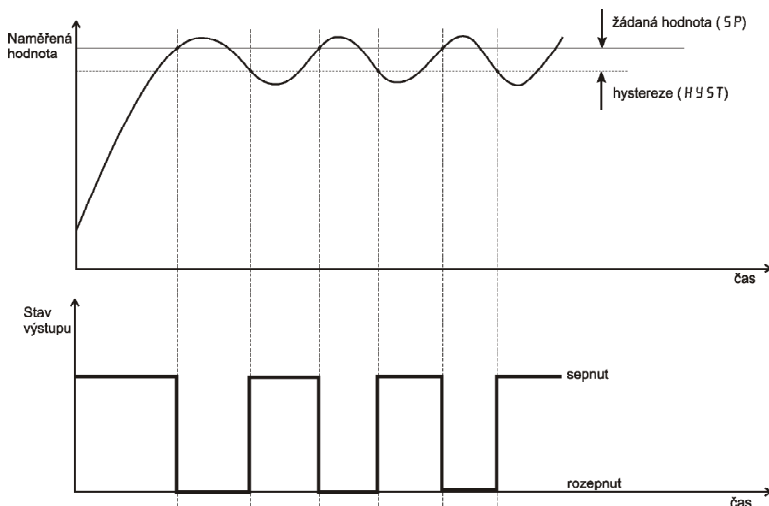 Naměřená
hodnota
žádaná hodnota (SP)
hystereze (HYST)
čas
Stav
výstupu
sepnut
rozepnut
čas